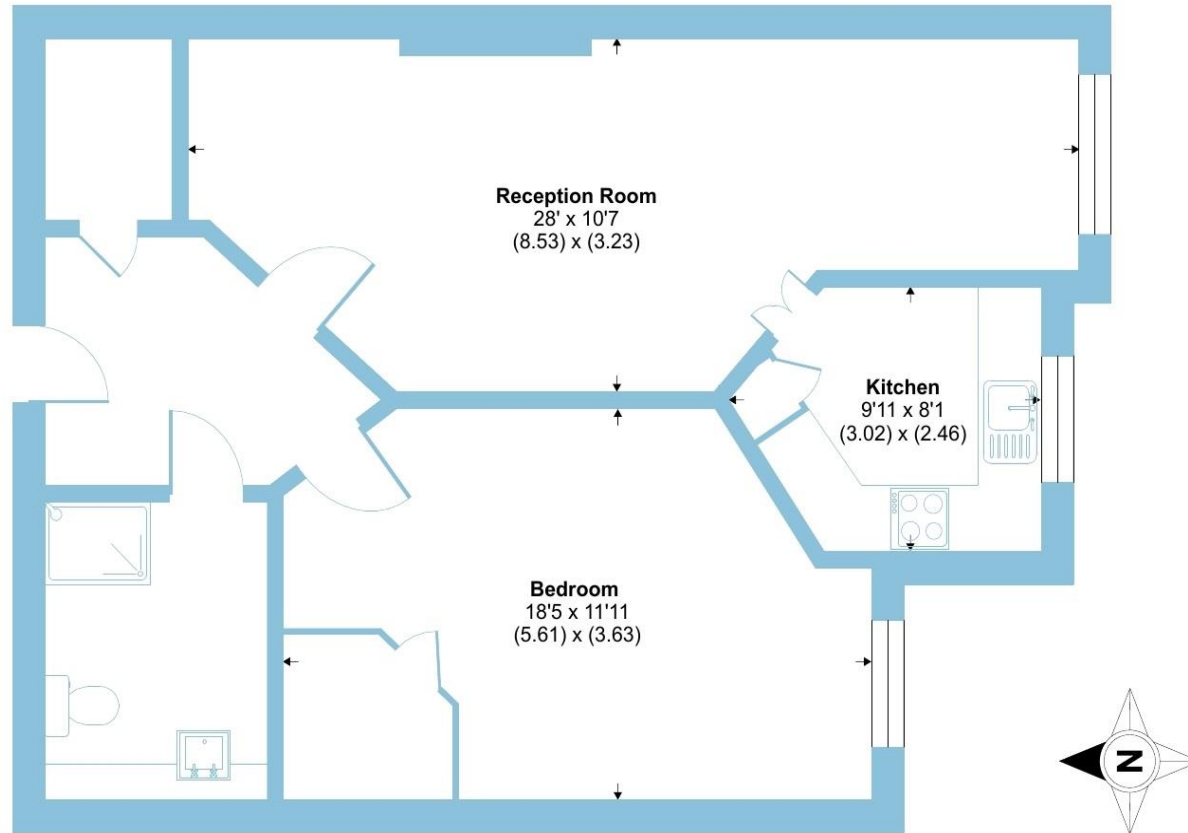 Reception Room
28' x 10'7
(8.53) x (3.23)
Kitchen
9'11 x 8'1
(3.02) x (2.46)
Bedroom
18'5 x 11'11
(5.61) x (3.63)
N